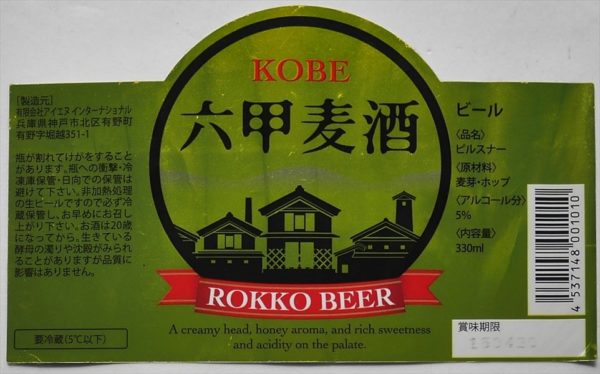 KOBE
六甲麦酒
ROKKO BEER
A creamy head, honey aroma, and rich sweetness
and acidity on the palate.
[製造元]
有限会社アイエヌインターナショナル
兵庫県神戸市北区有野町
有野字堀越351-1
瓶が割れてけがをすること
があります。瓶への衝撃・冷
凍庫保管・日向での保管は
避けて下さい。非加熱処理
の生ビールですので必ず冷
蔵保管し、お早めにお召し
上がり下さい。お酒は20歳
になってから。生きている
酵母の濁りや沈殿がみられ
ることがありますが品質に
影響はありません。
要冷蔵(5℃以下)
ビール
〈品名〉
ピルスナー
〈原材料〉
麦芽・ホップ
〈アルコール分〉
5%
〈内容量〉
330ml
4 537148 001010
賞味期限